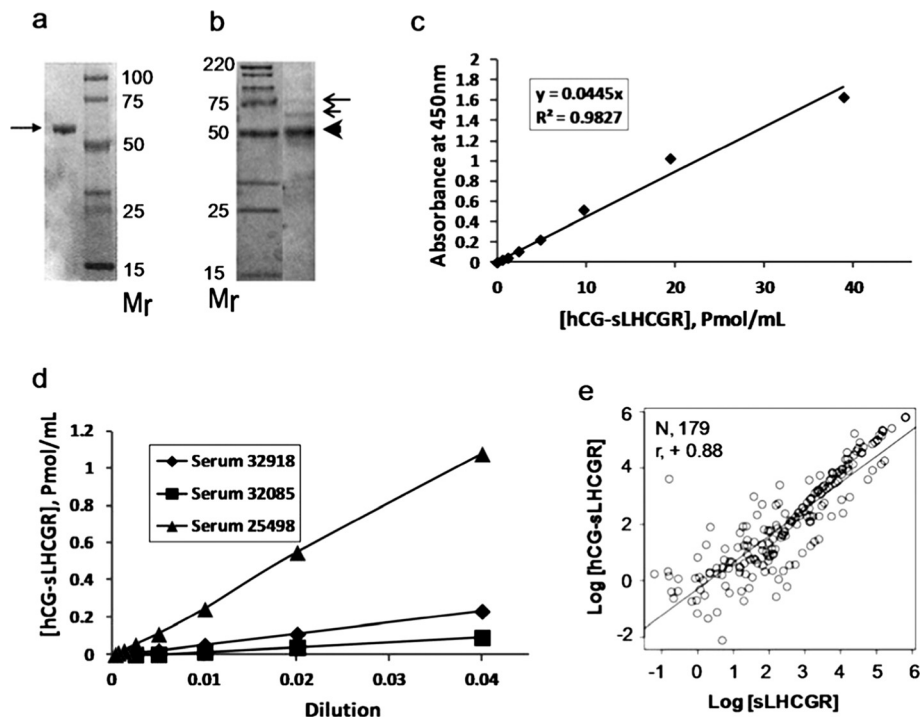 a
100
75
50
25
15
Mr
b
220
75
50
25
15
Mr
c
Absorbance at 450nm
2
1.8
1.6
1.4
1.2
1
0.8
0.6
0.4
0.2
0
y = 0.0445x
R² = 0.9827
0 10 20 30 40
[hCG-sLHCGR], Pmol/mL
d
[hCG-sLHCGR], Pmol/mL
1.2
1
0.8
0.6
0.4
0.2
0
Serum 32918
Serum 32085
Serum 25498
0 0.01 0.02 0.03 0.04
Dilution
e
Log [hCG-sLHCGR]
6
4
2
0
-2
N, 179
r, + 0.88
-1 0 1 2 3 4 5 6
Log [sLHCGR]